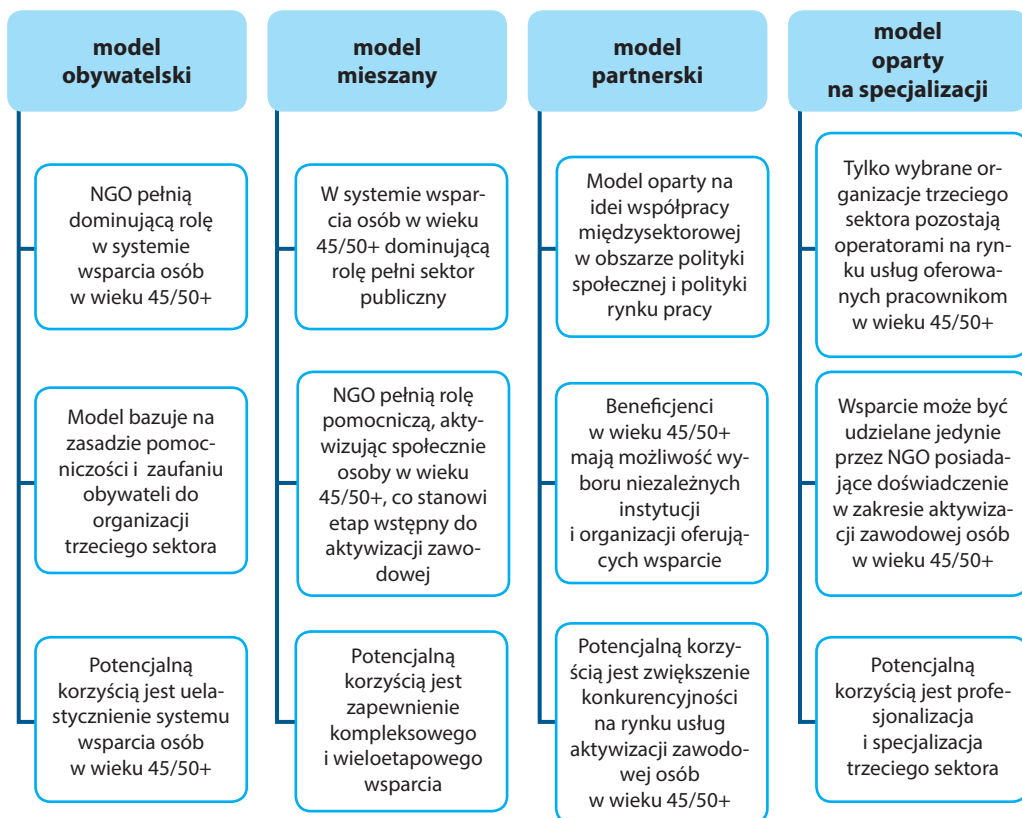 model
obywatelski
NGO pełnią
dominującą rolę
w systemie
wsparcia osób
w wieku 45/50+
Model bazuje na
zasadzie pomoc-
niczości i zaufaniu
obywateli do
organizacji
trzeciego sektora
Potencjalną
korzyścią jest uela-
stycznienie systemu
wsparcia osób
w wieku 45/50+
model
mieszany
W systemie wspar-
cia osób w wieku
45/50+ dominującą
rolę pełni sektor
publiczny
NGO pełnią rolę
pomocniczą, akty-
wizując społecznie
osoby w wieku
45/50+, co stanowi
etap wstępny do
aktywizacji zawo-
dowej
Potencjalną
korzyścią jest
zapewnienie
kompleksowego
i wieloetapowego
wsparcia
model
partnerski
Model oparty na
idei współpracy
międzysektorowej
w obszarze polityki
społecznej i polityki
rynku pracy
Beneficjenci
w wieku 45/50+
mają możliwość wy-
boru niezależnych
instytucji
i organizacji oferują-
cych wsparcie
Potencjalną korzy-
ścią jest zwiększenie
konkurencyjności
na rynku usług
aktywizacji zawodo-
wej osób
w wieku 45/50+
model
oparty
na specjalizacji
Tylko wybrane or-
ganizacje trzeciego
sektora pozostają
operatorami na ryn-
ku usług oferowa-
nych pracownikom
w wieku 45/50+
Wsparcie może być
udzielane jedynie
przez NGO posiada-
jące doświadczenie
w zakresie aktywiza-
cji zawodowej osób
w wieku 45/50+
Potencjalną
korzyścią jest profe-
sjonalizacja
i specjalizacja
trzeciego sektora